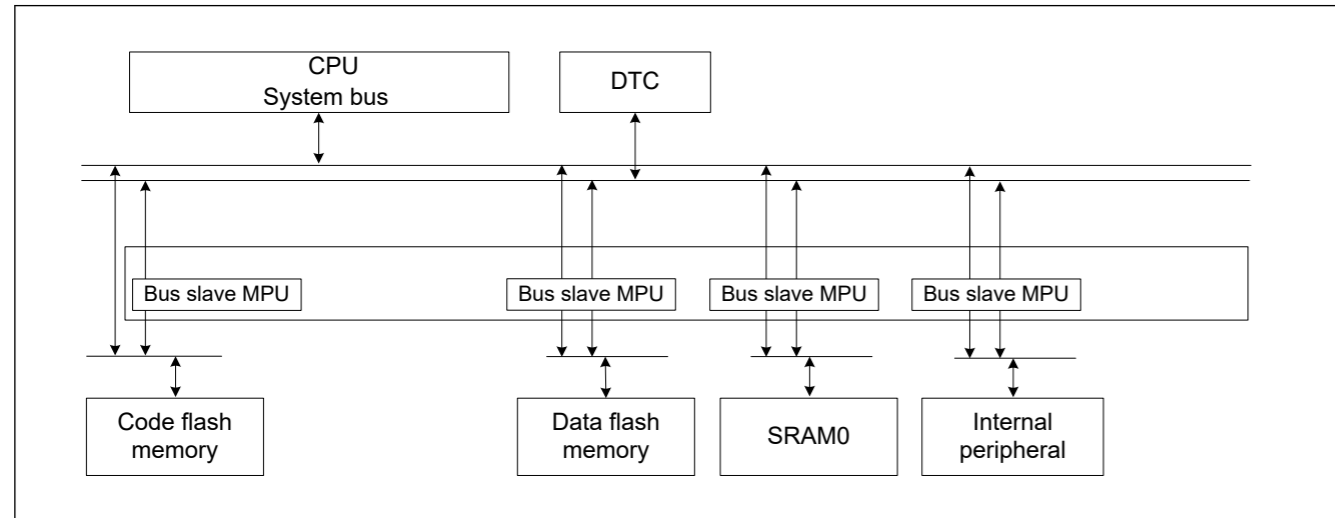 CPU
System bus
DTC
Bus slave MPU
Bus slave MPU
Bus slave MPU
Bus slave MPU
Code flash
memory
Data flash
memory
SRAM0
Internal
peripheral